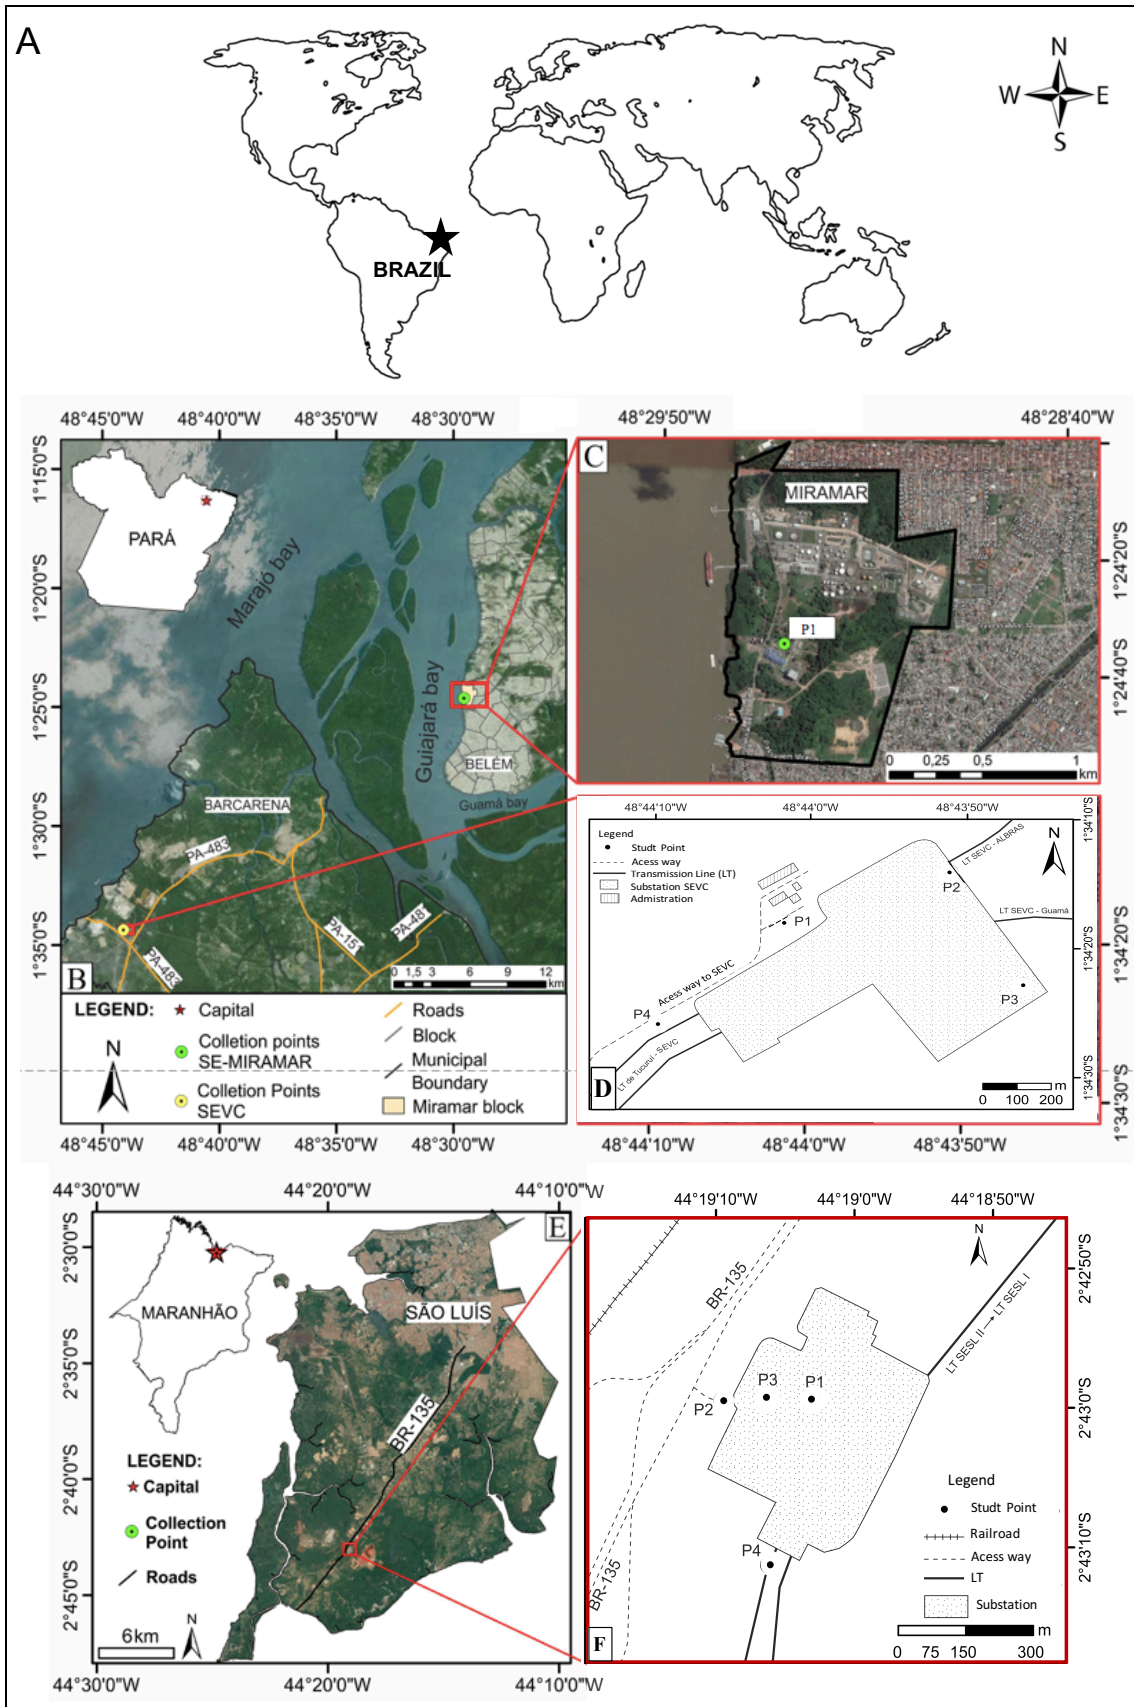 A
N
W E
S
BRAZIL
48°45'0"W 48°40'0"W 48°35'0"W 48°30'0"W
1°15'0"S
1°20'0"S
1°25'0"S
1°30'0"S
1°35'0"S
PARÁ
Marajó bay
Guiajará bay
BELÉM
Guamá bay
BARCARENA
PA-483
PA-483
PA-15
PA-48
B
0 1,5 3 6 9 12
km
LEGEND:
Capital
Colletion points
SE-MIRAMAR
Colletion Points
SEVC
Roads
Block
Municipal
Boundary
Miramar block
N
48°45'0"W 48°40'0"W 48°35'0"W 48°30'0"W
48°29'50"W 48°28'40"W
C
MIRAMAR
P1
0 0,25 0,5 1
km
1°24'20"S
1°24'40"S
48°44'10"W 48°44'0"W 48°43'50"W
Legend
Studt Point
Acess way
Transmission Line (LT)
Substation SEVC
Admistration
N
LT SEVC - ALBRAS
P2
LT SEVC - Guamá
P1
P3
Acess way to SEVC
P4
LT de Tucuruí - SEVC
D
0 100 200 m
1°34'10"S
1°34'20"S
1°34'30"S
1°34'20"S
1°34'30"S
48°44'10"W 48°44'0"W 48°43'50"W
44°30'0"W 44°20'0"W 44°10'0"W
2°30'0"S
2°35'0"S
2°40'0"S
2°45'0"S
E
MARANHÃO
SÃO LUÍS
BR-135
LEGEND:
Capital
Collection
Point
Roads
6km
N
44°30'0"W 44°20'0"W 44°10'0"W
44°19'10"W 44°19'0"W 44°18'50"W
2°42'50"S
2°43'0"S
2°43'10"S
BR-135
N
LT SESL II → LT SESL I
P3 P1
P2
P4
BR-135
Legend
Studt Point
Railroad
Acess way
LT
Substation
F
m
0 75 150 300